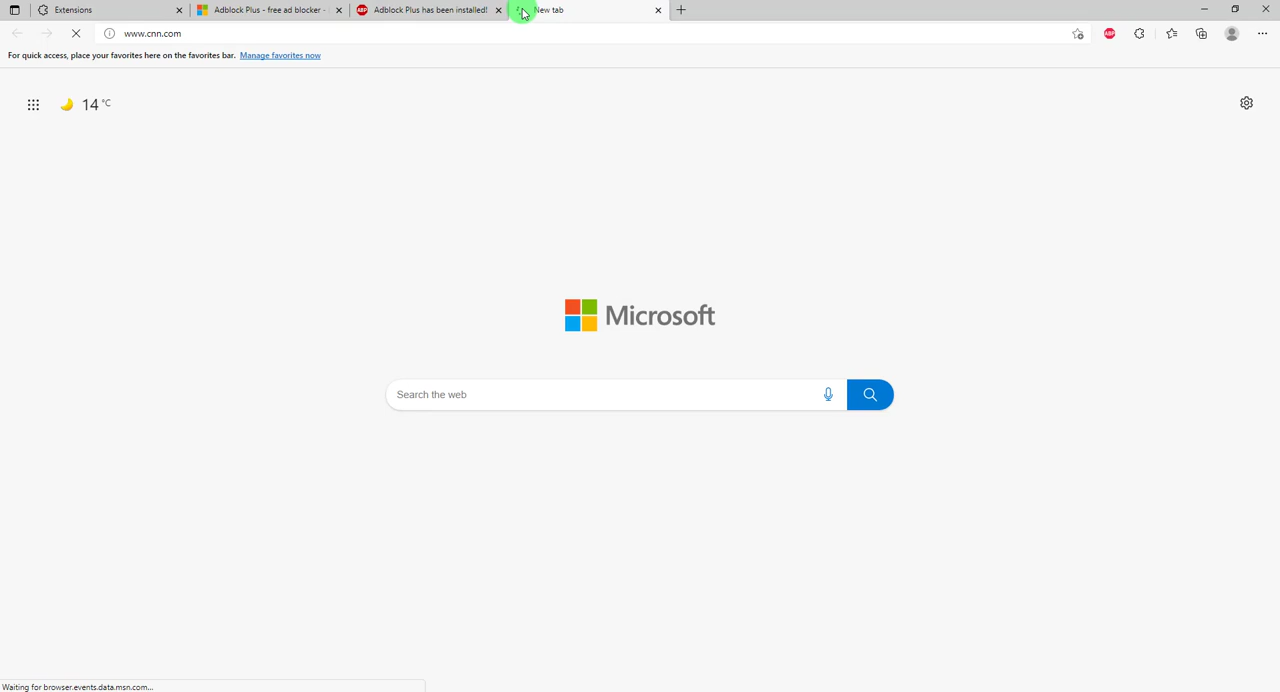 Extensions
Adblock Plus - free ad blocker -
ABP Adblock Plus has been installed!
New tab
www.cnn.com
ABP
For quick access, place your favorites here on the favorites bar. Manage favorites now
14 °C
Microsoft
Search the web
Waiting for browser.events.data.msn.com...